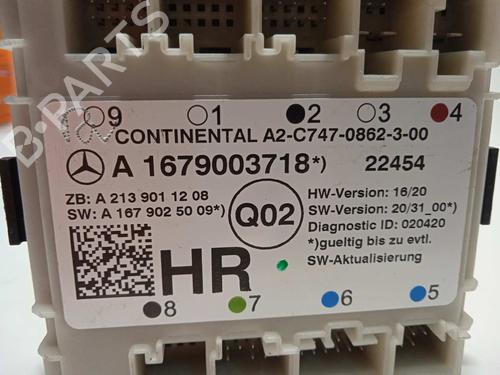 B-PARTS
9 1 2 3 4
CONTINENTAL A2-C747-0862-3-00
A 1679003718*) 22454
ZB: A 213 901 12 08
SW: A 167 902 50 09*)
Q02
HW-Version: 16/20
SW-Version: 20/31_00*)
Diagnostic ID: 020420
*)gueltig bis zu evtl.
SW-Aktualisierung
HR
8 7 6 5